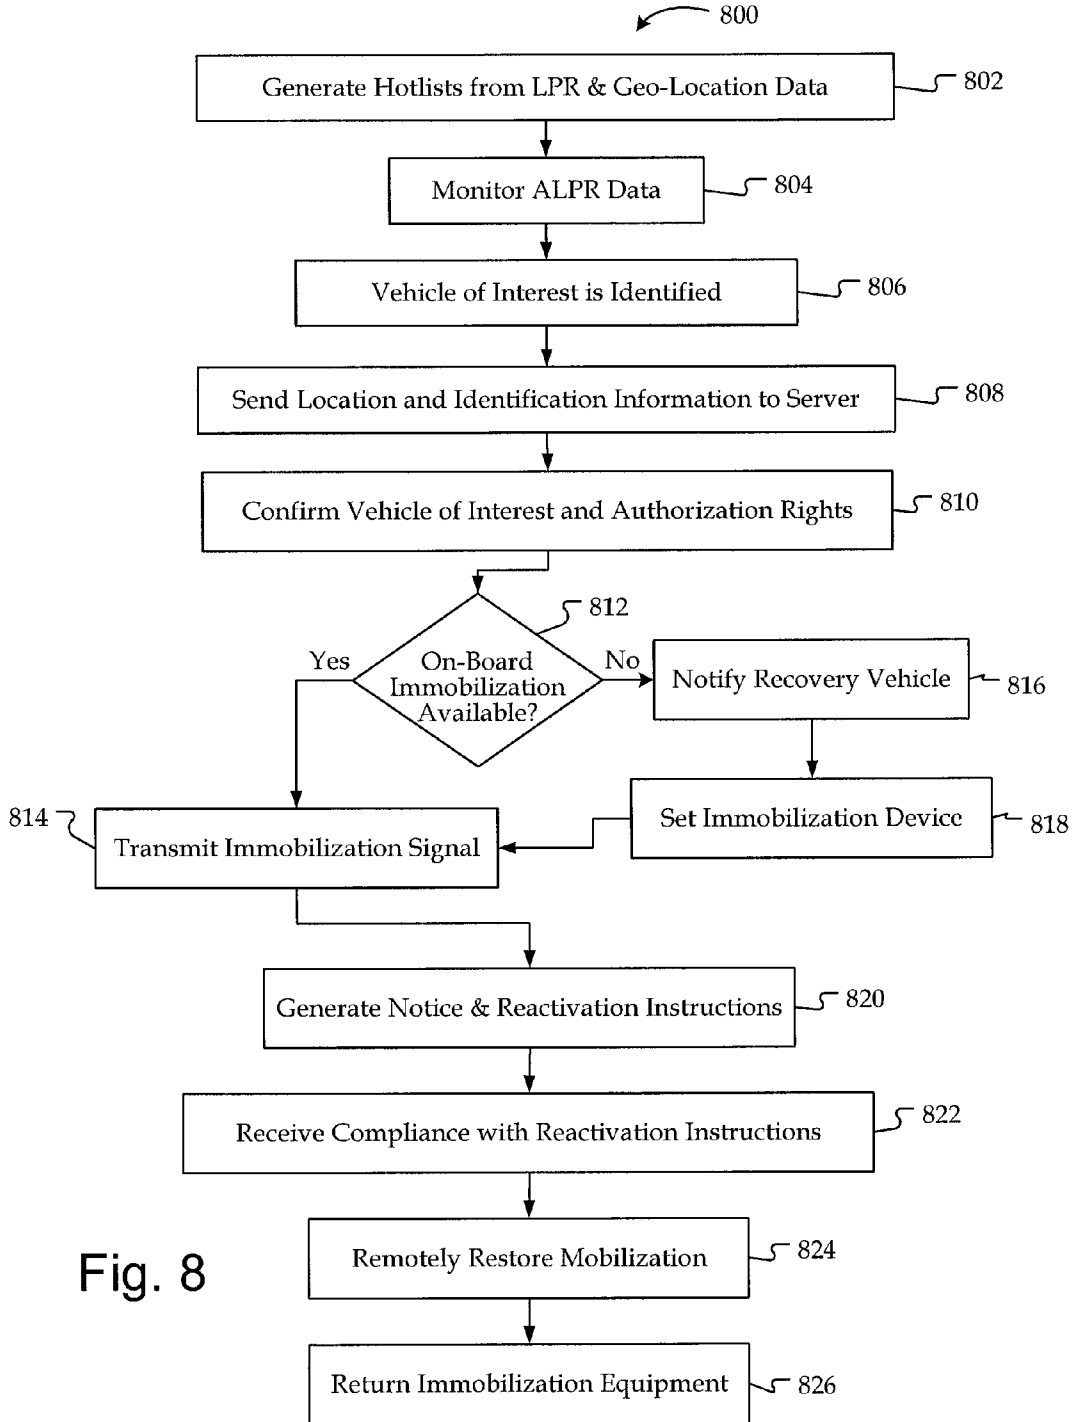 800
Generate Hotlists from LPR & Geo-Location Data
802
Monitor ALPR Data
804
Vehicle of Interest is Identified
806
Send Location and Identification Information to Server
808
Confirm Vehicle of Interest and Authorization Rights
810
812
Yes
On-Board
Immobilization
Available?
No
Notify Recovery Vehicle
816
814
Transmit Immobilization Signal
Set Immobilization Device
818
Generate Notice & Reactivation Instructions
820
Receive Compliance with Reactivation Instructions
822
Remotely Restore Mobilization
824
Fig. 8
Return Immobilization Equipment
826